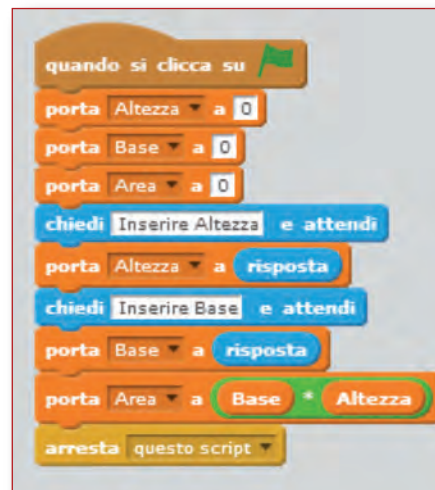 quando si clicca su
porta Altezza a 0
porta Base a 0
porta Area a 0
chiedi Inserire Altezza e attendi
porta Altezza a risposta
chiedi Inserire Base e attendi
porta Base a risposta
porta Area a Base * Altezza
arresta questo script